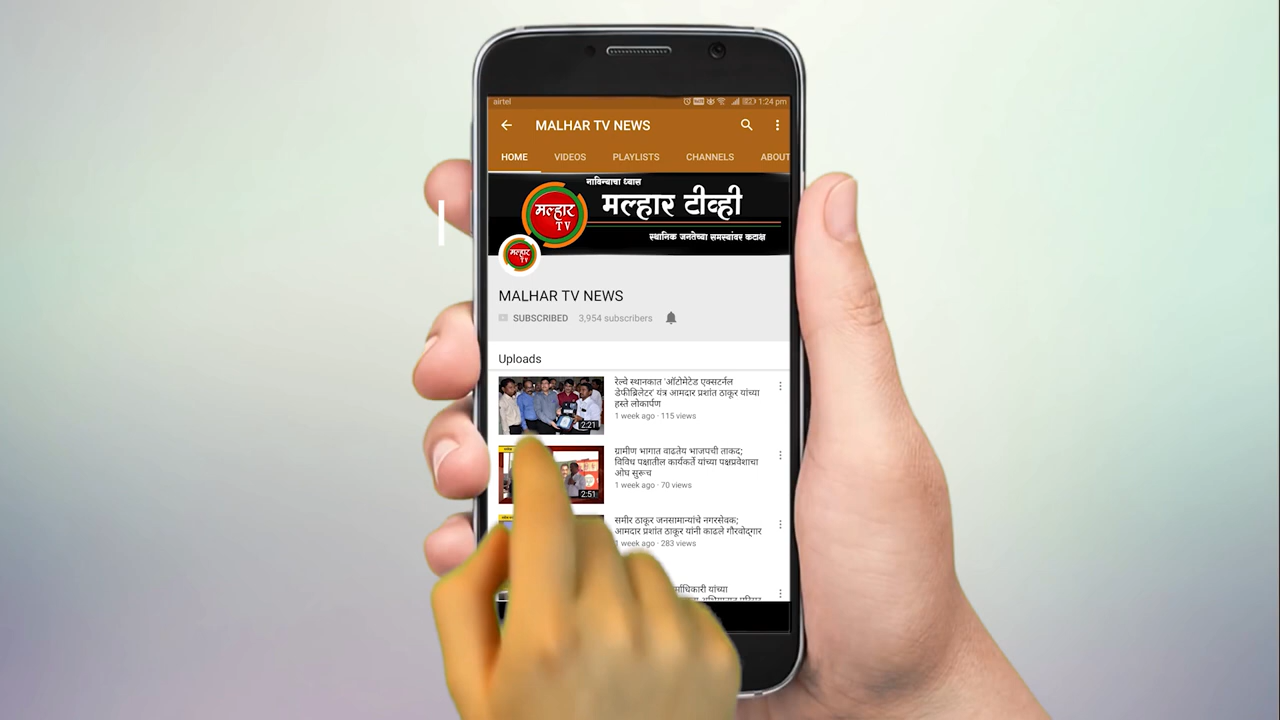 airtel 1:24 pm
MALHAR TV NEWS
HOME VIDEOS PLAYLISTS CHANNELS ABOUT
नाविन्याचा ध्यास
मल्हार टीव्ही
मल्हार
TV
स्थानिक जनतेच्या समस्यांवर कटाक्ष
मल्हार
TV
MALHAR TV NEWS
SUBSCRIBED 3,954 subscribers
Uploads
रेल्वे स्थानकात 'ऑटोमेटेड एक्सटर्नल
डेफीब्रिलेटर' यंत्र आमदार प्रशांत ठाकूर यांच्या
हस्ते लोकार्पण
1 week ago · 115 views
2:21
ग्रामीण भागात वाढतेय भाजपची ताकद;
विविध पक्षातील कार्यकर्ते यांच्या पक्षप्रवेशाचा
ओघ सुरूच
1 week ago · 70 views
2:51
समीर ठाकूर जनसामान्यांचे नगरसेवक;
आमदार प्रशांत ठाकूर यांनी काढले गौरवोद्गार
1 week ago · 283 views
यांच्या